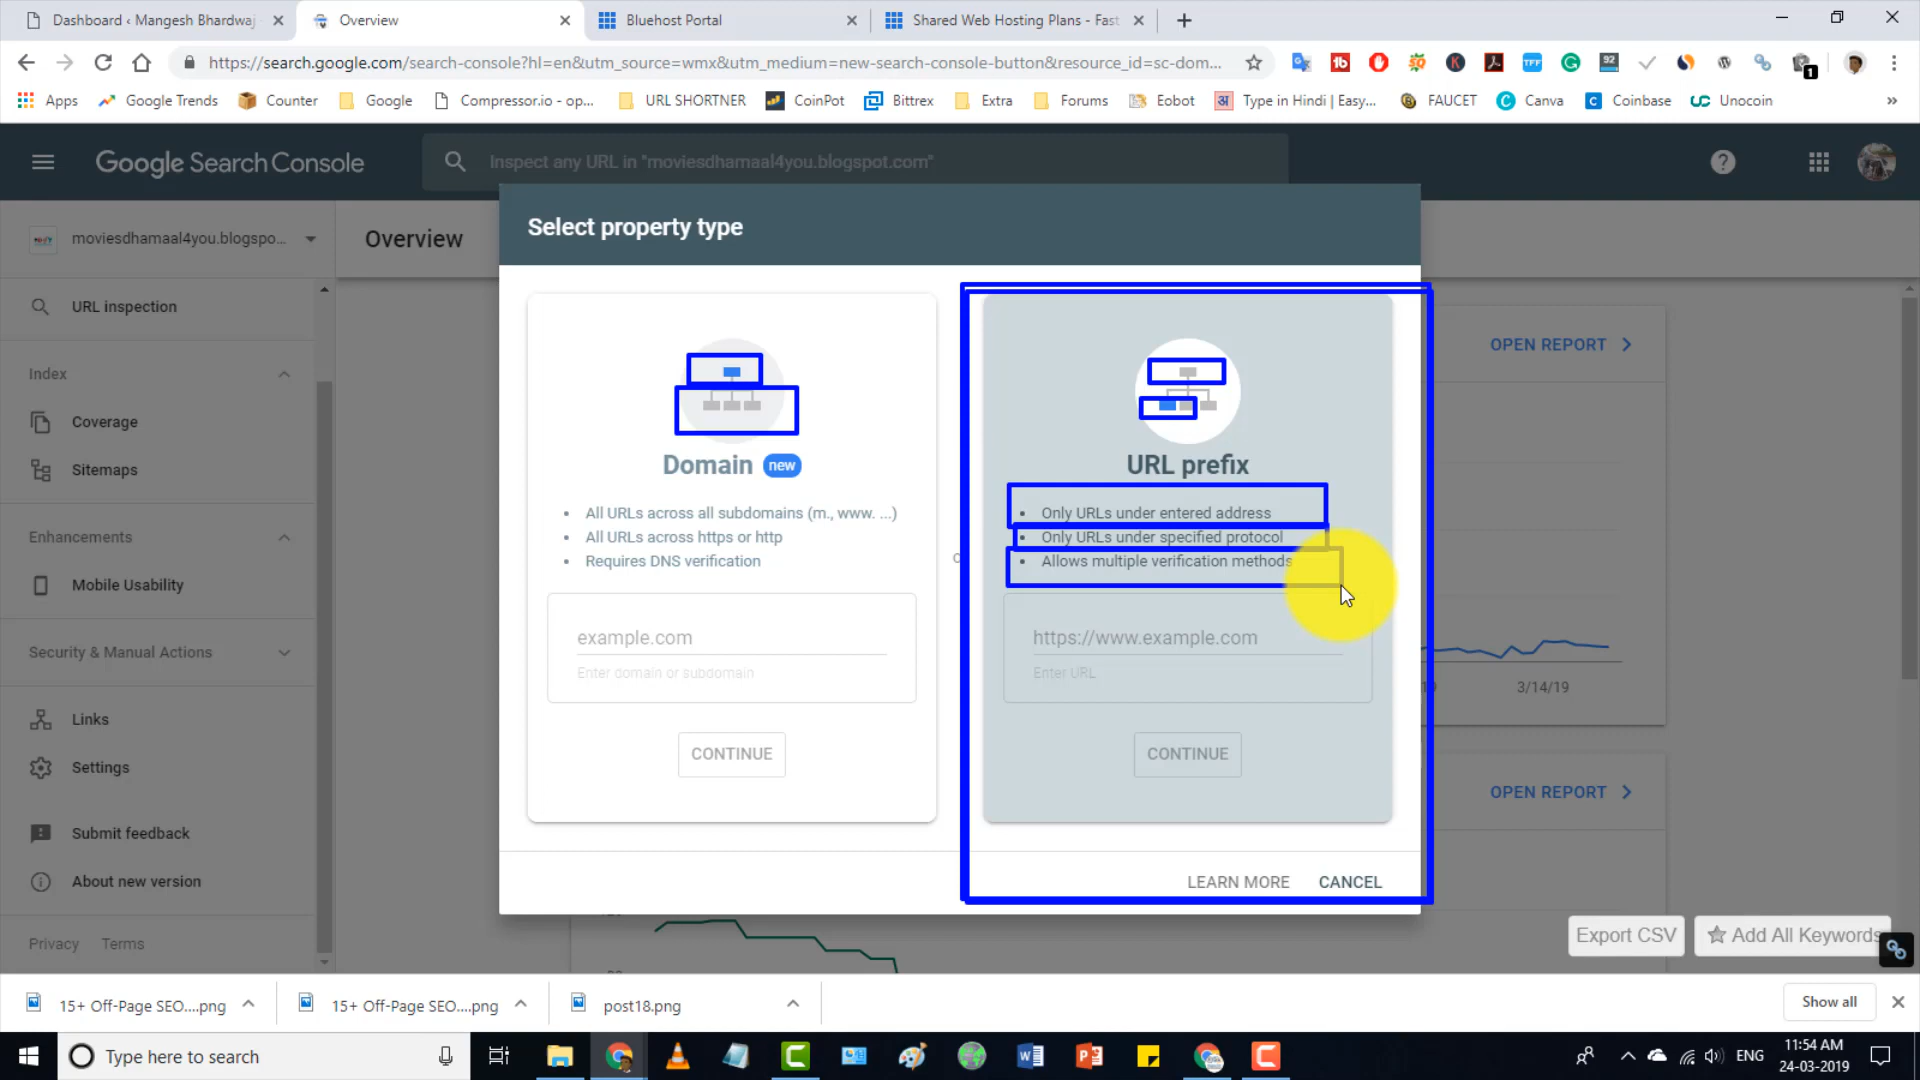 Dashboard ‹ Mangesh Bhardwaj
Overview
Bluehost Portal
Shared Web Hosting Plans - Fast
https://search.google.com/search-console?hl=en&utm_source=wmx&utm_medium=new-search-console-button&resource_id=sc-dom...
Apps
Google Trends
Counter
Google
Compressor.io - op...
URL SHORTNER
CoinPot
Bittrex
Extra
Forums
Eobot
Type in Hindi | Easy...
FAUCET
Canva
Coinbase
Unocoin
Google Search Console
Inspect any URL in "moviesdhamaal4you.blogspot.com"
moviesdhamaal4you.blogspo...
Overview
Select property type
URL inspection
Index
Coverage
Sitemaps
Enhancements
Mobile Usability
Security & Manual Actions
Links
Settings
Submit feedback
About new version
Privacy Terms
Domain new
All URLs across all subdomains (m., www. ...)
All URLs across https or http
Requires DNS verification
example.com
Enter domain or subdomain
CONTINUE
URL prefix
Only URLs under entered address
Only URLs under specified protocol
Allows multiple verification methods
https://www.example.com
Enter URL
CONTINUE
LEARN MORE CANCEL
OPEN REPORT
3/14/19
OPEN REPORT
Export CSV
Add All Keywords
15+ Off-Page SEO....png
15+ Off-Page SEO....png
post18.png
Show all
Type here to search
ENG
11:54 AM
24-03-2019